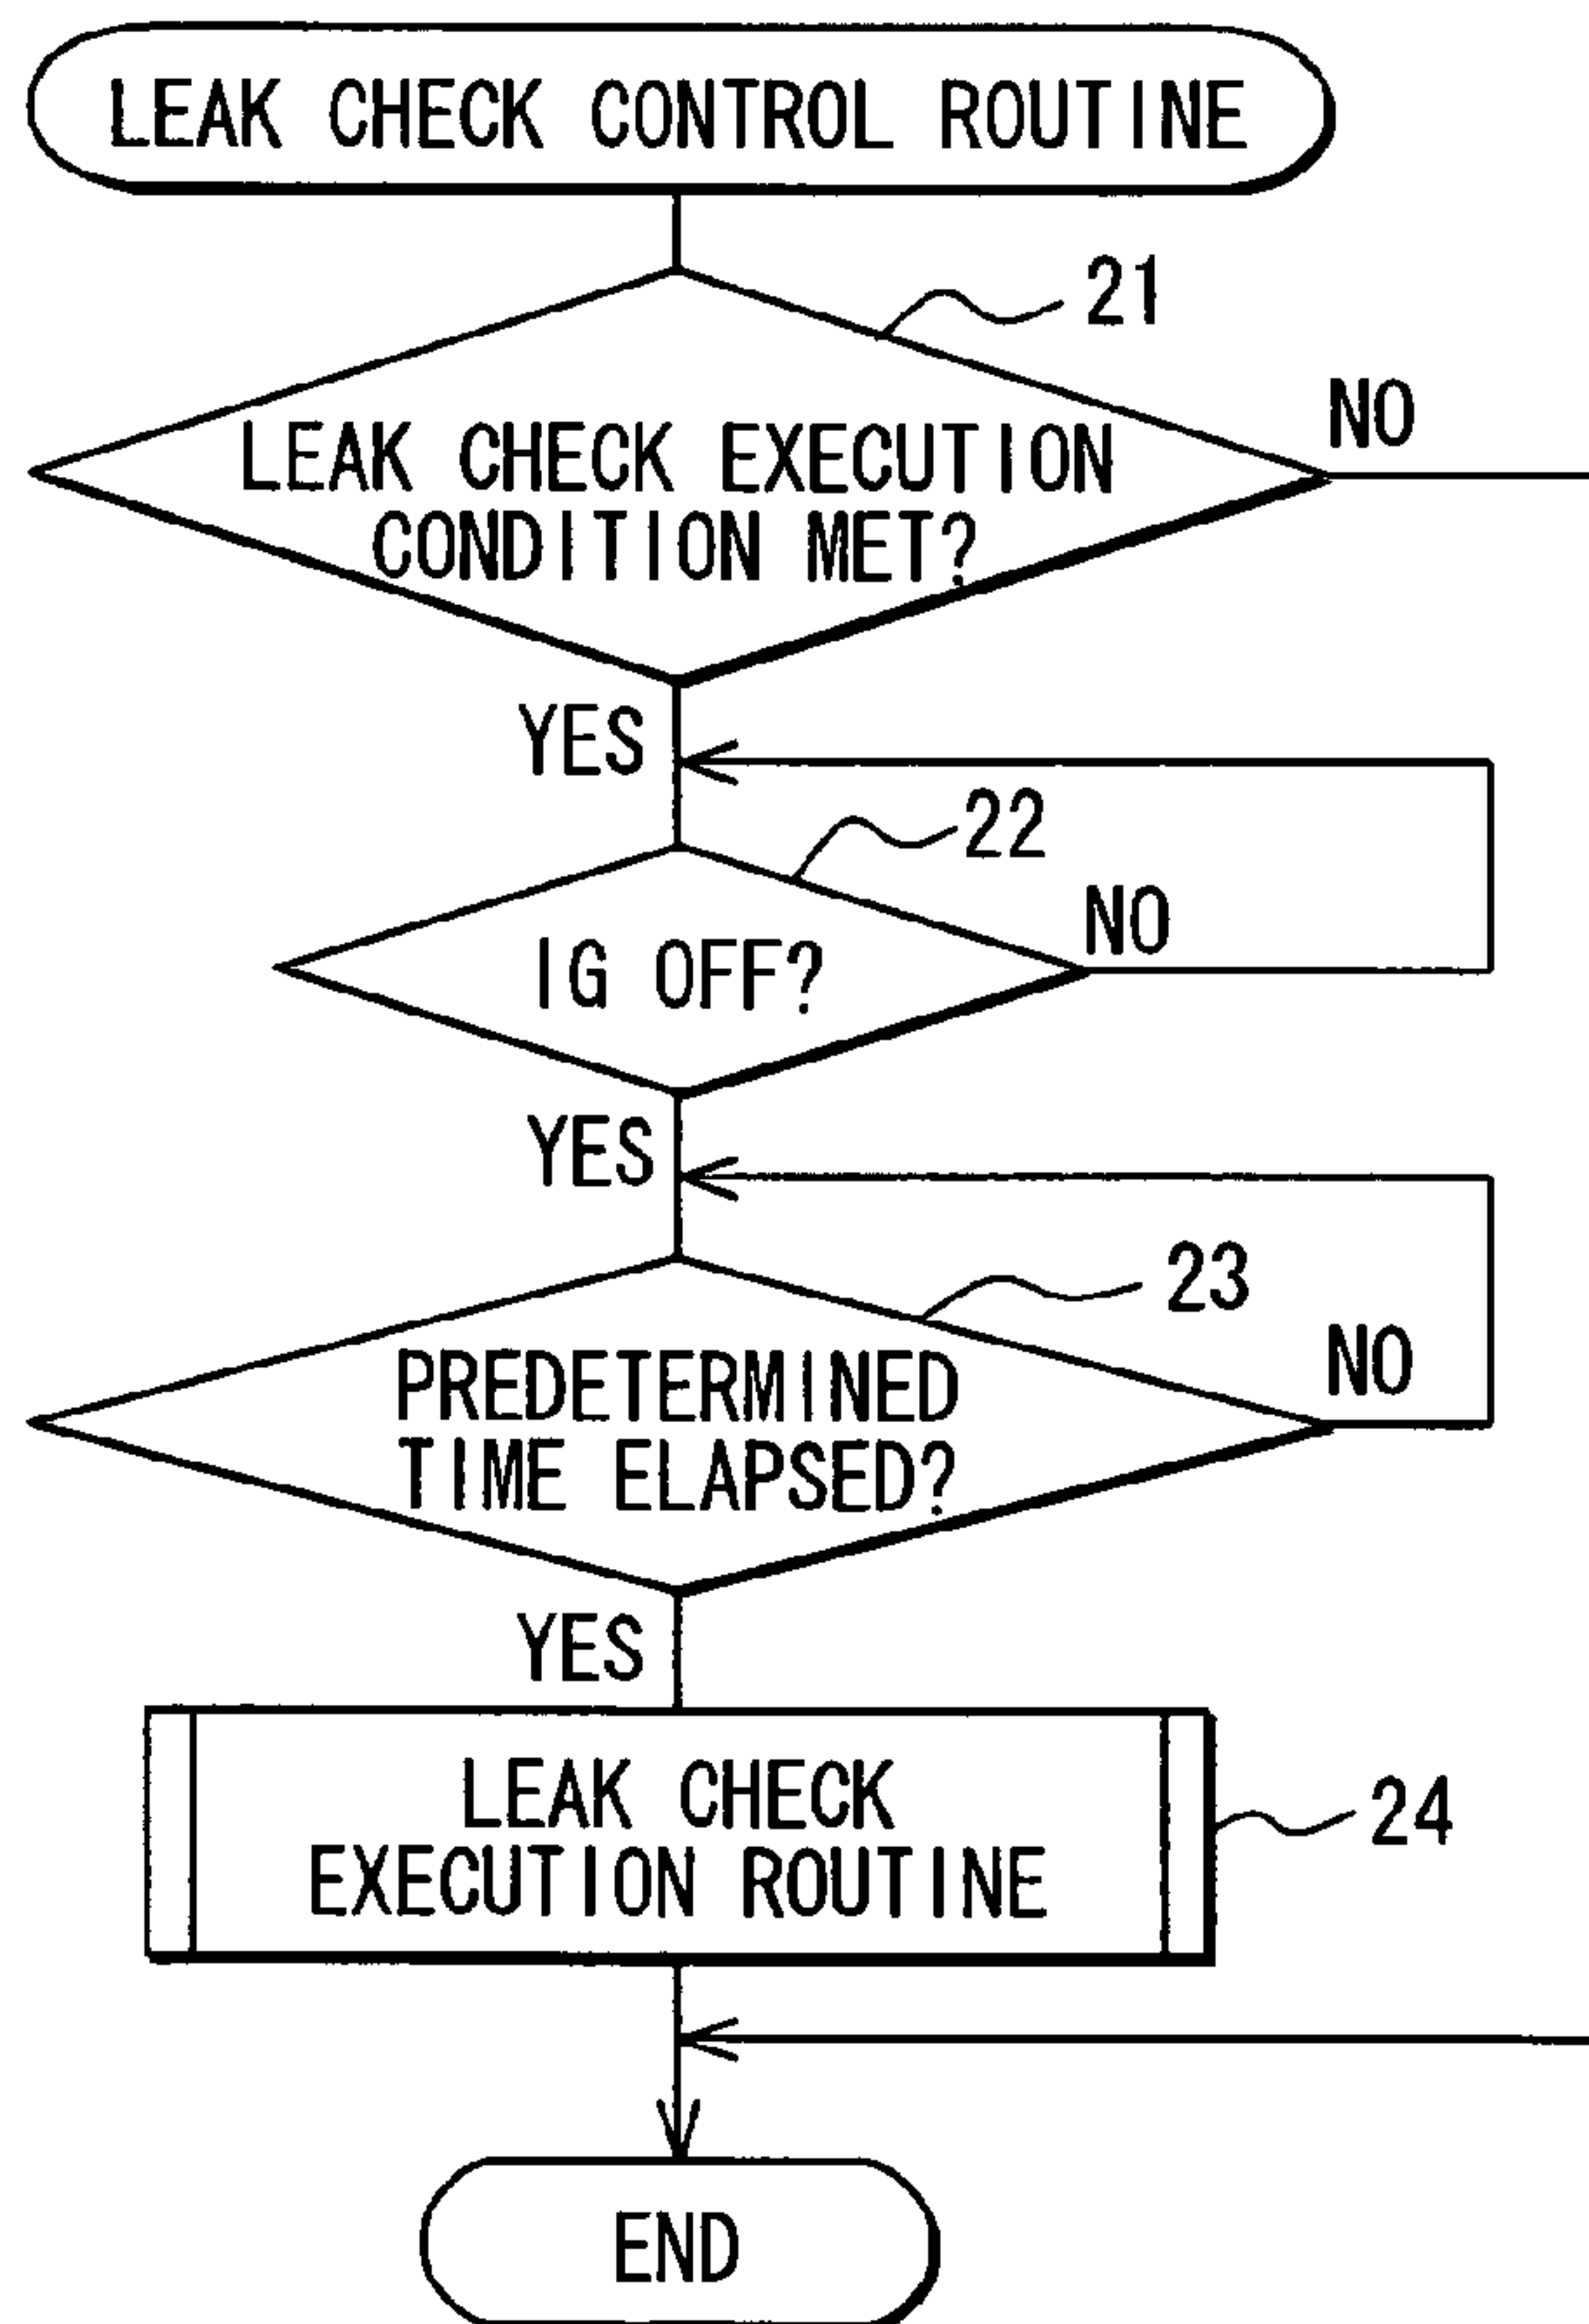 LEAK CHECK CONTROL ROUTINE
21
NO
LEAK CHECK EXECUTION
CONDITION MET?
YES
22
NO
IG OFF?
YES
23
NO
PREDETERMINED
TIME ELAPSED?
YES
LEAK CHECK
EXECUTION ROUTINE
24
END